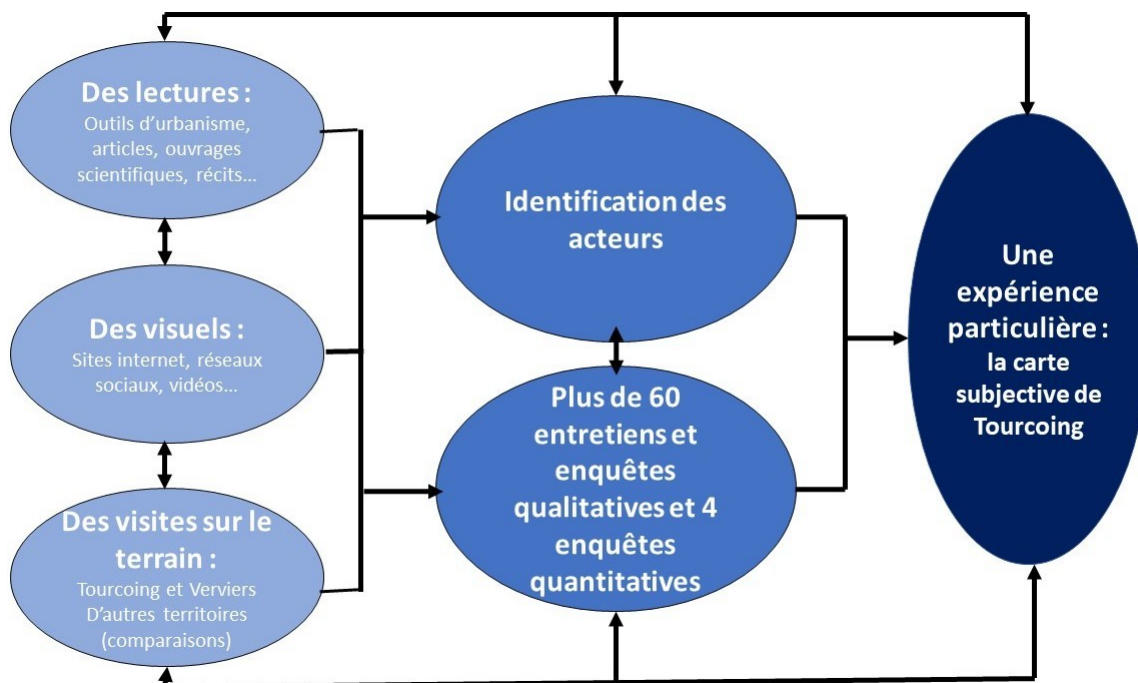 Des lectures :
Outils d'urbanisme,
articles, ouvrages
scientifiques, récits...
Des visuels :
Sites internet, réseaux
sociaux, vidéos...
Des visites sur le
terrain :
Tourcoing et Verviers
D'autres territoires
(comparaisons)
Identification des
acteurs
Plus de 60
entretiens et
enquêtes
qualitatives et 4
enquêtes
quantitatives
Une
expérience
particulière :
la carte
subjective de
Tourcoing